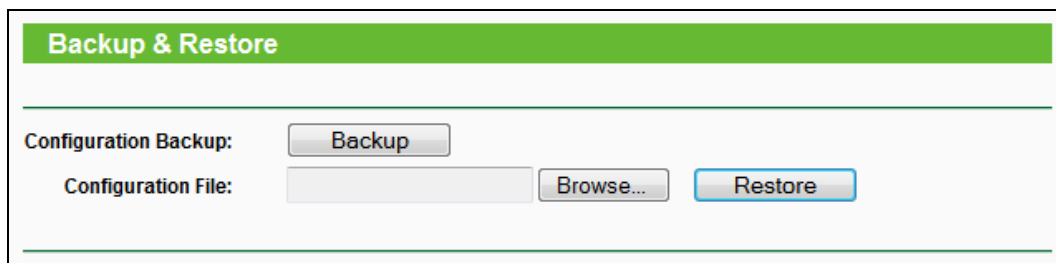 Backup & Restore
Configuration Backup: Backup
Configuration File: Browse... Restore